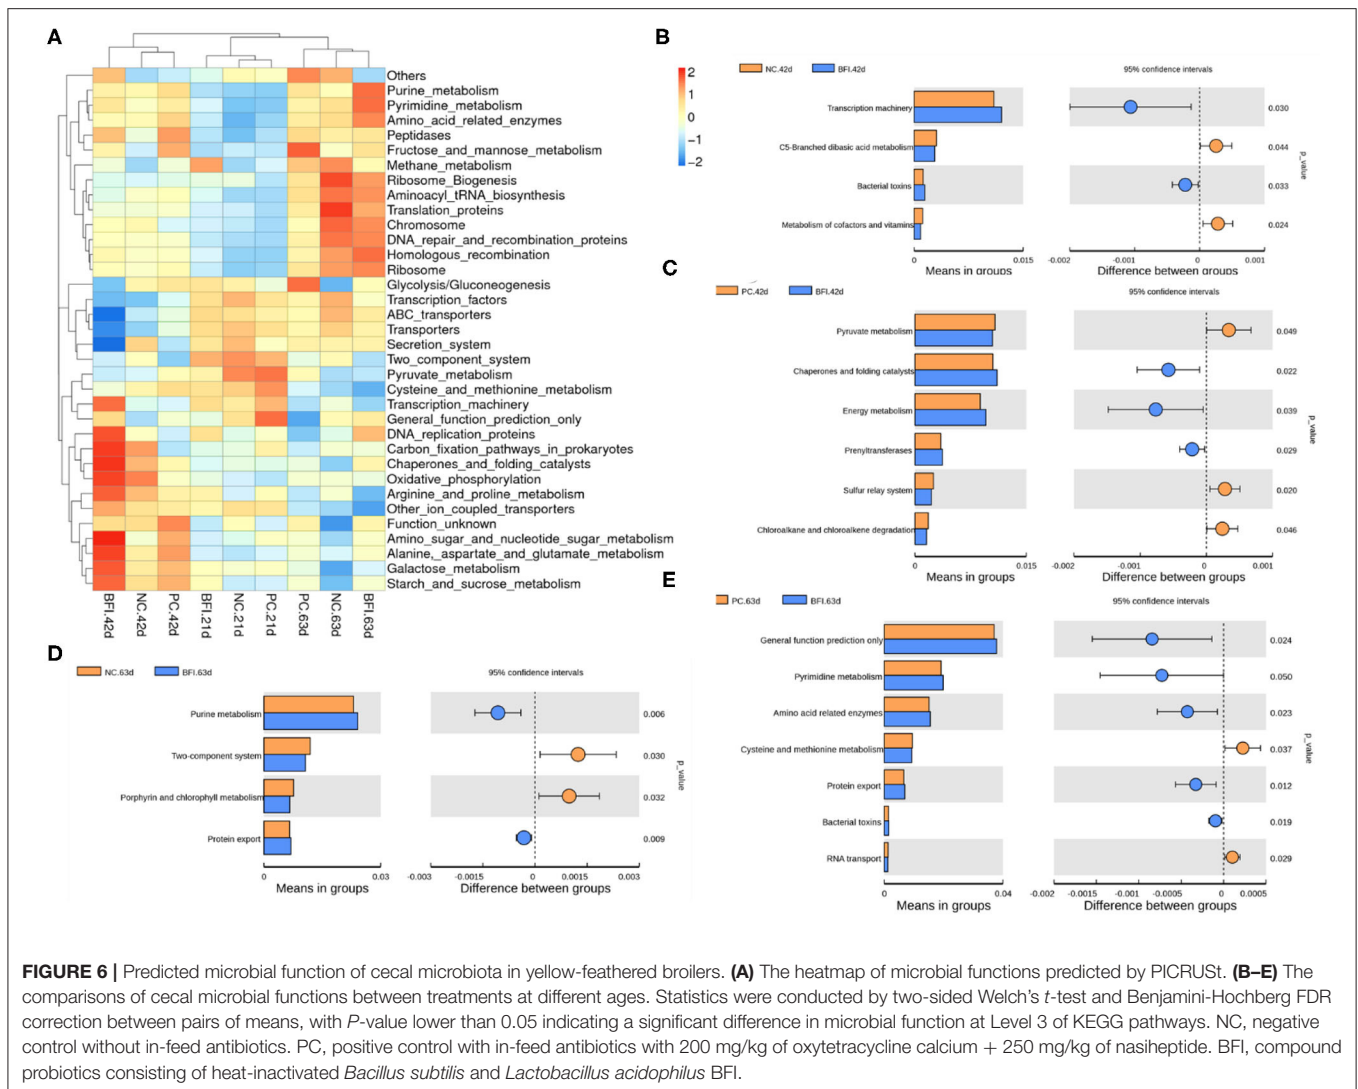 A
2
1
0
−1
−2
Others
Purine_metabolism
Pyrimidine_metabolism
Amino_acid_related_enzymes
Peptidases
Fructose_and_mannose_metabolism
Methane_metabolism
Ribosome_Biogenesis
Aminoacyl_tRNA_biosynthesis
Translation_proteins
Chromosome
DNA_repair_and_recombination_proteins
Homologous_recombination
Ribosome
Glycolysis/Gluconeogenesis
Transcription_factors
ABC_transporters
Transporters
Secretion_system
Two_component_system
Pyruvate_metabolism
Cysteine_and_methionine_metabolism
Transcription_machinery
General_function_prediction_only
DNA_replication_proteins
Carbon_fixation_pathways_in_prokaryotes
Chaperones_and_folding_catalysts
Oxidative_phosphorylation
Arginine_and_proline_metabolism
Other_ion_coupled_transporters
Function_unknown
Amino_sugar_and_nucleotide_sugar_metabolism
Alanine,_aspartate_and_glutamate_metabolism
Galactose_metabolism
Starch_and_sucrose_metabolism
BFI.42d
NC.42d
PC.42d
BFI.21d
NC.21d
PC.21d
PC.63d
NC.63d
BFI.63d
B
NC.42d BFI.42d
95% confidence intervals
Transcription machinery 0.030
C5-Branched dibasic acid metabolism 0.044
Bacterial toxins 0.033
Metabolism of cofactors and vitamins 0.024
p_value
0 0.015 -0.002 -0.001 0 0.001
Means in groups Difference between groups
C
PC.42d BFI.42d
95% confidence intervals
Pyruvate metabolism 0.049
Chaperones and folding catalysts 0.022
Energy metabolism 0.039
Prenyltransferases 0.029
Sulfur relay system 0.020
Chloroalkane and chloroalkene degradation 0.046
p_value
0 0.015 -0.002 -0.001 0 0.001
Means in groups Difference between groups
D
NC.63d BFI.63d
95% confidence intervals
Purine metabolism 0.006
Two-component system 0.030
Porphyrin and chlorophyll metabolism 0.032
Protein export 0.009
p_value
0 0.03 -0.003 -0.0015 0 0.0015 0.003
Means in groups Difference between groups
E
PC.63d BFI.63d
95% confidence intervals
General function prediction only 0.024
Pyrimidine metabolism 0.050
Amino acid related enzymes 0.023
Cysteine and methionine metabolism 0.037
Protein export 0.012
Bacterial toxins 0.019
RNA transport 0.029
p_value
0 0.04 -0.002 -0.0015 -0.001 -0.0005 0 0.0005
Means in groups Difference between groups
FIGURE 6 | Predicted microbial function of cecal microbiota in yellow-feathered broilers. (A) The heatmap of microbial functions predicted by PICRUSt. (B–E) The
comparisons of cecal microbial functions between treatments at different ages. Statistics were conducted by two-sided Welch's t-test and Benjamini-Hochberg FDR
correction between pairs of means, with P-value lower than 0.05 indicating a significant difference in microbial function at Level 3 of KEGG pathways. NC, negative
control without in-feed antibiotics. PC, positive control with in-feed antibiotics with 200 mg/kg of oxytetracycline calcium + 250 mg/kg of nasiheptide. BFI, compound
probiotics consisting of heat-inactivated Bacillus subtilis and Lactobacillus acidophilus BFI.